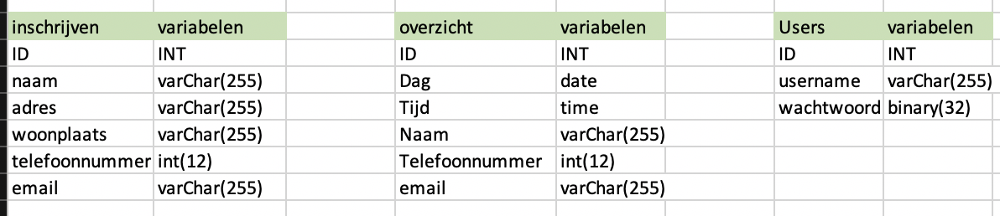 inschrijven variabelen overzicht variabelen Users variabelen
ID INT ID INT ID INT
naam varChar(255) Dag date username varChar(255)
adres varChar(255) Tijd time wachtwoord binary(32)
woonplaats varChar(255) Naam varChar(255)
telefoonnummer int(12) Telefoonnummer int(12)
email varChar(255) email varChar(255)